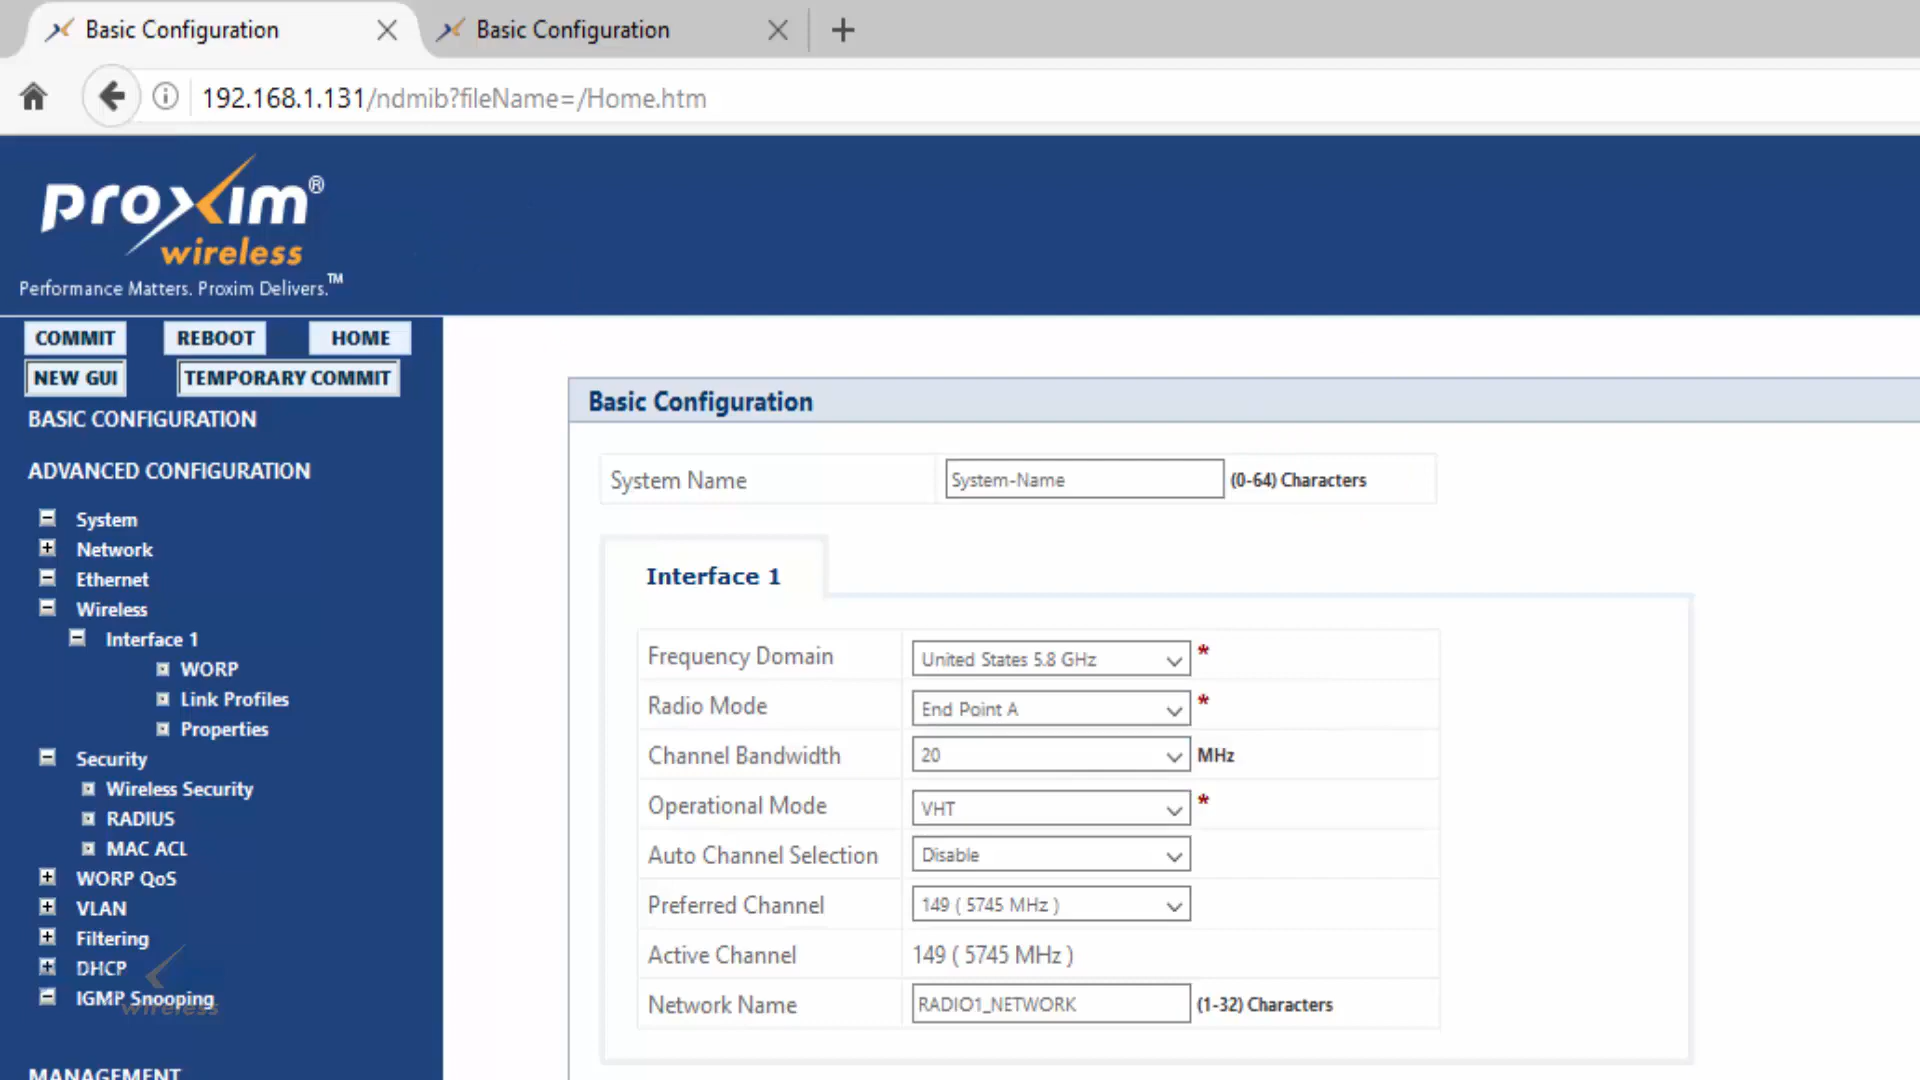 Basic Configuration
Basic Configuration
192.168.1.131/ndmib?fileName=/Home.htm
proxim®
wireless
Performance Matters. Proxim Delivers.™
COMMIT REBOOT HOME
NEW GUI TEMPORARY COMMIT
BASIC CONFIGURATION
ADVANCED CONFIGURATION
System
Network
Ethernet
Wireless
Interface 1
WORP
Link Profiles
Properties
Security
Wireless Security
RADIUS
MAC ACL
WORP QoS
VLAN
Filtering
DHCP
IGMP Snooping
wireless
MANAGEMENT
Basic Configuration
System Name System-Name (0-64) Characters
Interface 1
Frequency Domain United States 5.8 GHz *
Radio Mode End Point A *
Channel Bandwidth 20 MHz
Operational Mode VHT *
Auto Channel Selection Disable
Preferred Channel 149 ( 5745 MHz )
Active Channel 149 ( 5745 MHz )
Network Name RADIO1_NETWORK (1-32) Characters